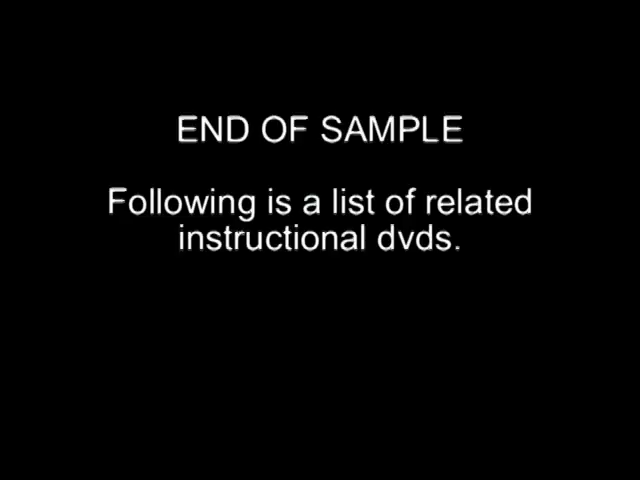 END OF SAMPLE
Following is a list of related
instructional dvds.